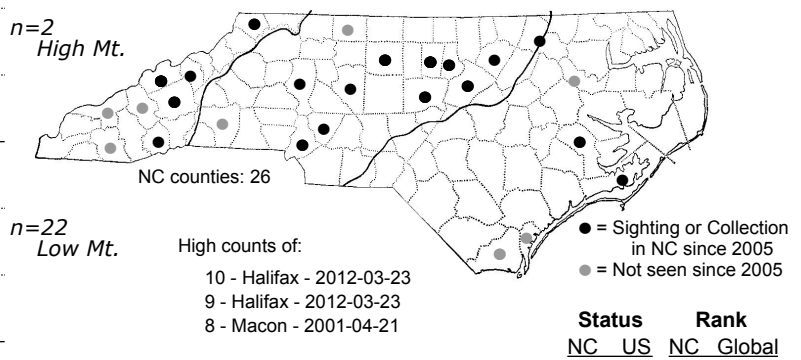 n=2
High Mt.
NC counties: 26
n=22
Low Mt.
High counts of:
10 - Halifax - 2012-03-23
9 - Halifax - 2012-03-23
8 - Macon - 2001-04-21
= Sighting or Collection
in NC since 2005
= Not seen since 2005
Status Rank
NC US NC Global